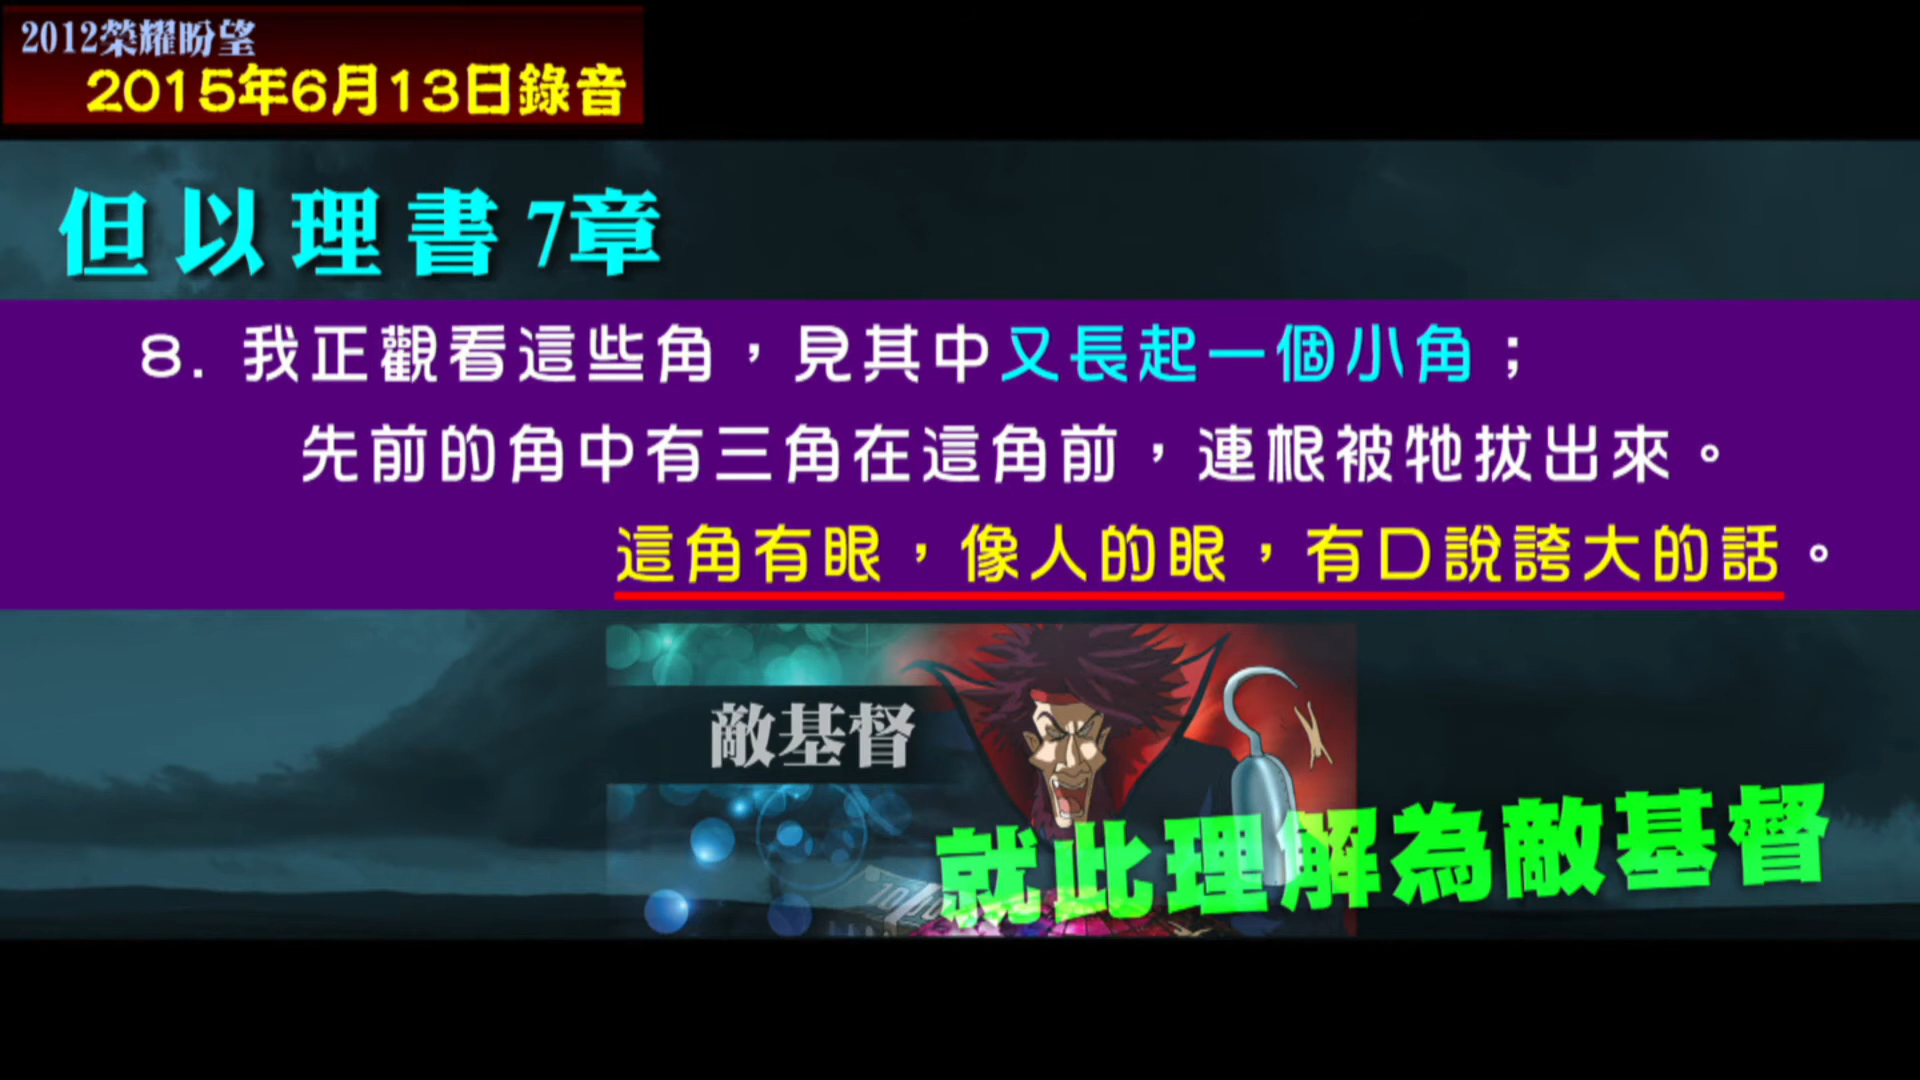 2012榮耀盼望
2015年6月13日錄音
但以理書7章
8. 我正觀看這些角，見其中又長起一個小角；
先前的角中有三角在這角前，連根被牠拔出來。
這角有眼，像人的眼，有口說誇大的話。
敵基督
就此理解為敵基督